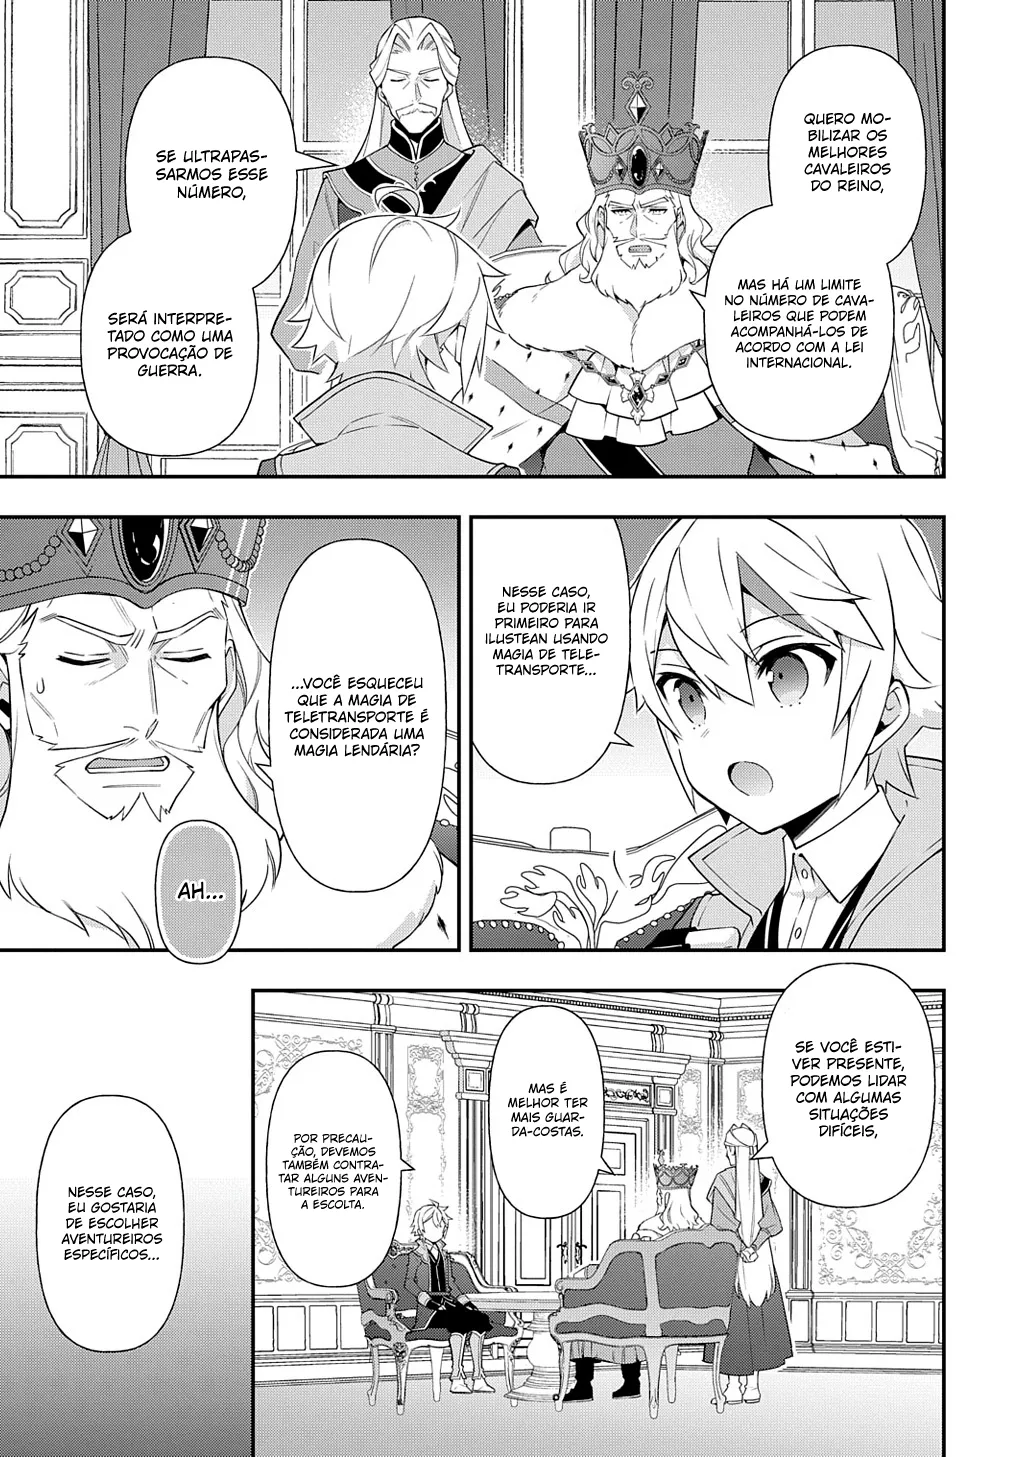 QUERO MO-
BILIZAR OS
MELHORES
CAVALEIROS
DO REINO,
MAS HÁ UM LIMITE
NO NÚMERO DE CAVA-
LEIROS QUE PODEM
ACOMPANHÁ-LOS DE
ACORDO COM A LEI
INTERNACIONAL.
SE ULTRAPAS-
SARMOS ESSE
NÚMERO,
SERÁ INTERPRE-
TADO COMO UMA
PROVOCAÇÃO DE
GUERRA.
NESSE CASO,
EU PODERIA IR
PRIMEIRO PARA
ILUSTEAN USANDO
MAGIA DE TELE-
TRANSPORTE...
...VOCÊ ESQUECEU
QUE A MAGIA DE
TELETRANSPORTE É
CONSIDERADA UMA
MAGIA LENDÁRIA?
AH...
SE VOCÊ ESTI-
VER PRESENTE,
PODEMOS LIDAR
COM ALGUMAS
SITUAÇÕES
DIFÍCEIS,
MAS É
MELHOR TER
MAIS GUAR-
DA-COSTAS.
POR PRECAU-
ÇÃO, DEVEMOS
TAMBÉM CONTRA-
TAR ALGUNS AVEN-
TUREIROS PARA
A ESCOLTA.
NESSE CASO,
EU GOSTARIA
DE ESCOLHER
AVENTUREIROS
ESPECÍFICOS...